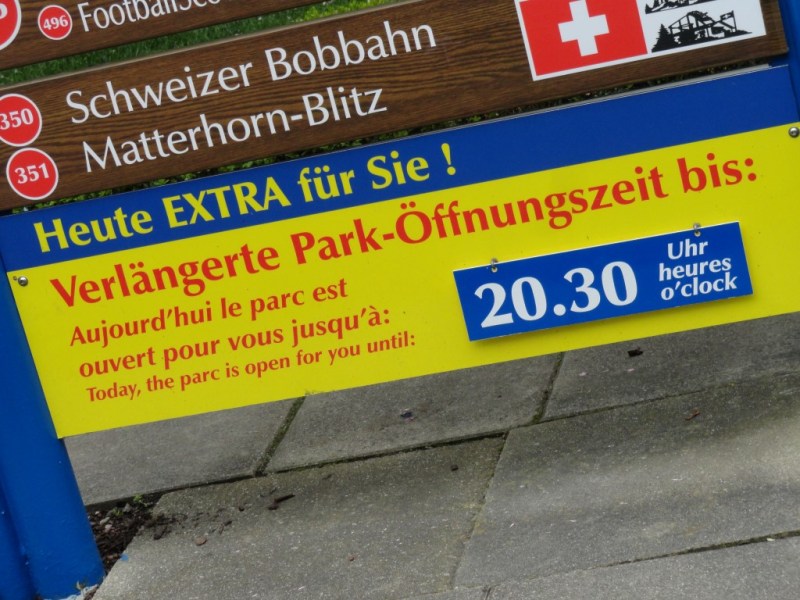 496 FootballSco
350 Schweizer Bobbahn
351 Matterhorn-Blitz
Heute EXTRA für Sie !
Verlängerte Park-Öffnungszeit bis:
Aujourd'hui le parc est
ouvert pour vous jusqu'à:
Today, the parc is open for you until:
20.30 Uhr
heures
o'clock